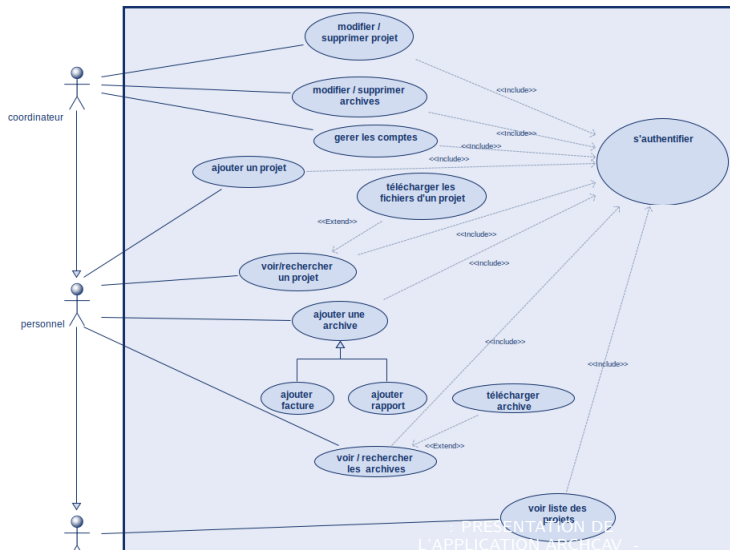 modifier /
supprimer projet
modifier / supprimer
archives
<<Include>>
coordinateur
<<Include>>
gerer les comptes
s'authentifier
<<Include>>
<<Include>>
ajouter un projet
télécharger les
fichiers d'un projet
<<Extend>>
<<Include>>
voir/rechercher
un projet
<<Include>>
ajouter une
archive
personnel
<<Include>>
<<Include>>
ajouter
facture
ajouter
rapport
télécharger
archive
<<Extend>>
voir / rechercher
les archives
voir liste des
projets
: PRESENTATION DE
L'APPLICATION ARCHCAV -